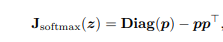 J_softmax(z) = Diag(p) − pp^⊤,